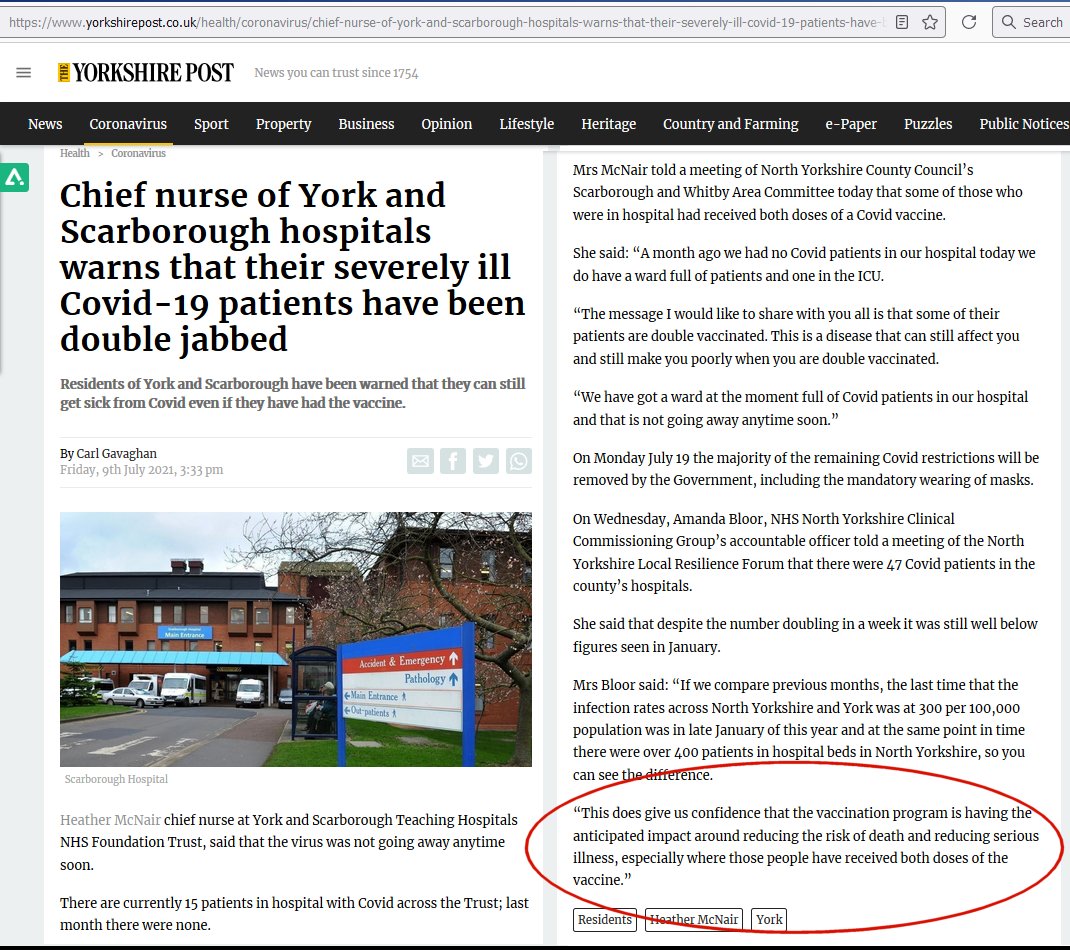 https://www.yorkshirepost.co.uk/health/coronavirus/chief-nurse-of-york-and-scarborough-hospitals-warns-that-their-severely-ill-covid-19-patients-have-
Search
THE YORKSHIRE POST
News you can trust since 1754
News Coronavirus Sport Property Business Opinion Lifestyle Heritage Country and Farming e-Paper Puzzles Public Notices
Health > Coronavirus
Chief nurse of York and
Scarborough hospitals
warns that their severely ill
Covid-19 patients have been
double jabbed
Residents of York and Scarborough have been warned that they can still
get sick from Covid even if they have had the vaccine.
By Carl Gavaghan
Friday, 9th July 2021, 3:33 pm
Scarborough Hospital
Main Entrance
Accident & Emergency
Pathology
Main Entrance
Out-patients
Scarborough Hospital
Heather McNair chief nurse at York and Scarborough Teaching Hospitals
NHS Foundation Trust, said that the virus was not going away anytime
soon.
There are currently 15 patients in hospital with Covid across the Trust; last
month there were none.
Mrs McNair told a meeting of North Yorkshire County Council’s
Scarborough and Whitby Area Committee today that some of those who
were in hospital had received both doses of a Covid vaccine.
She said: “A month ago we had no Covid patients in our hospital today we
do have a ward full of patients and one in the ICU.
“The message I would like to share with you all is that some of their
patients are double vaccinated. This is a disease that can still affect you
and still make you poorly when you are double vaccinated.
“We have got a ward at the moment full of Covid patients in our hospital
and that is not going away anytime soon.”
On Monday July 19 the majority of the remaining Covid restrictions will be
removed by the Government, including the mandatory wearing of masks.
On Wednesday, Amanda Bloor, NHS North Yorkshire Clinical
Commissioning Group’s accountable officer told a meeting of the North
Yorkshire Local Resilience Forum that there were 47 Covid patients in the
county’s hospitals.
She said that despite the number doubling in a week it was still well below
figures seen in January.
Mrs Bloor said: “If we compare previous months, the last time that the
infection rates across North Yorkshire and York was at 300 per 100,000
population was in late January of this year and at the same point in time
there were over 400 patients in hospital beds in North Yorkshire, so you
can see the difference.
“This does give us confidence that the vaccination program is having the
anticipated impact around reducing the risk of death and reducing serious
illness, especially where those people have received both doses of the
vaccine.”
Residents Heather McNair York